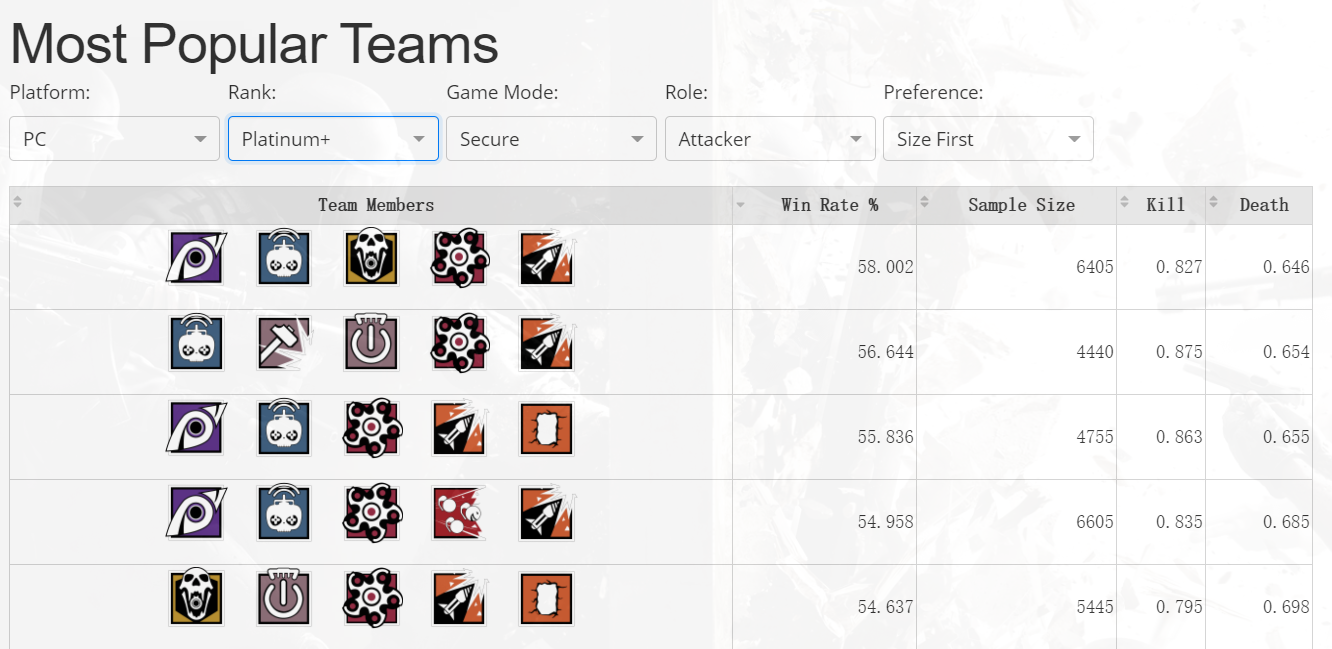 Most Popular Teams
Platform: Rank: Game Mode: Role: Preference:
PC Platinum+ Secure Attacker Size First
Team Members Win Rate % Sample Size Kill Death
58.002 6405 0.827 0.646
56.644 4440 0.875 0.654
55.836 4755 0.863 0.655
54.958 6605 0.835 0.685
54.637 5445 0.795 0.698